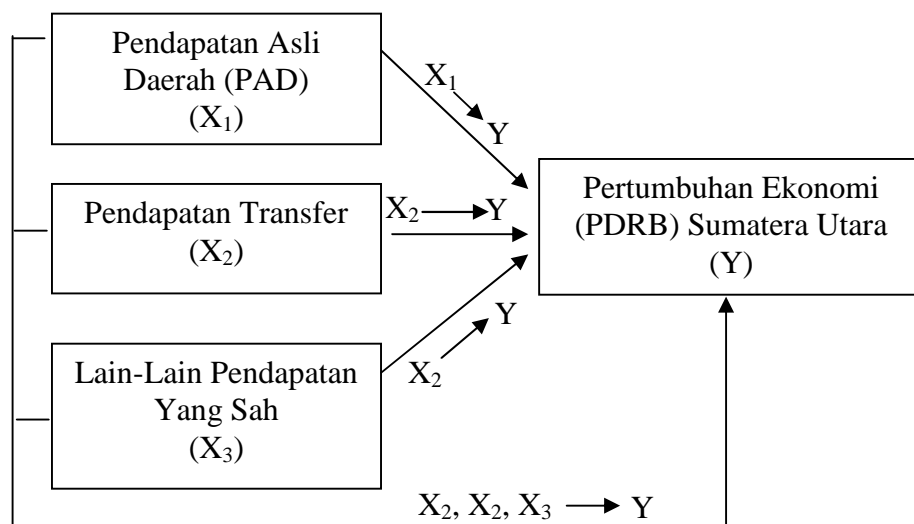 Pendapatan Asli
Daerah (PAD)
(X₁)
X₁
Y
Pendapatan Transfer
(X₂)
X₂
Y
Pertumbuhan Ekonomi
(PDRB) Sumatera Utara
(Y)
Lain-Lain Pendapatan
Yang Sah
(X₃)
Y
X₂
X₂, X₂, X₃
Y